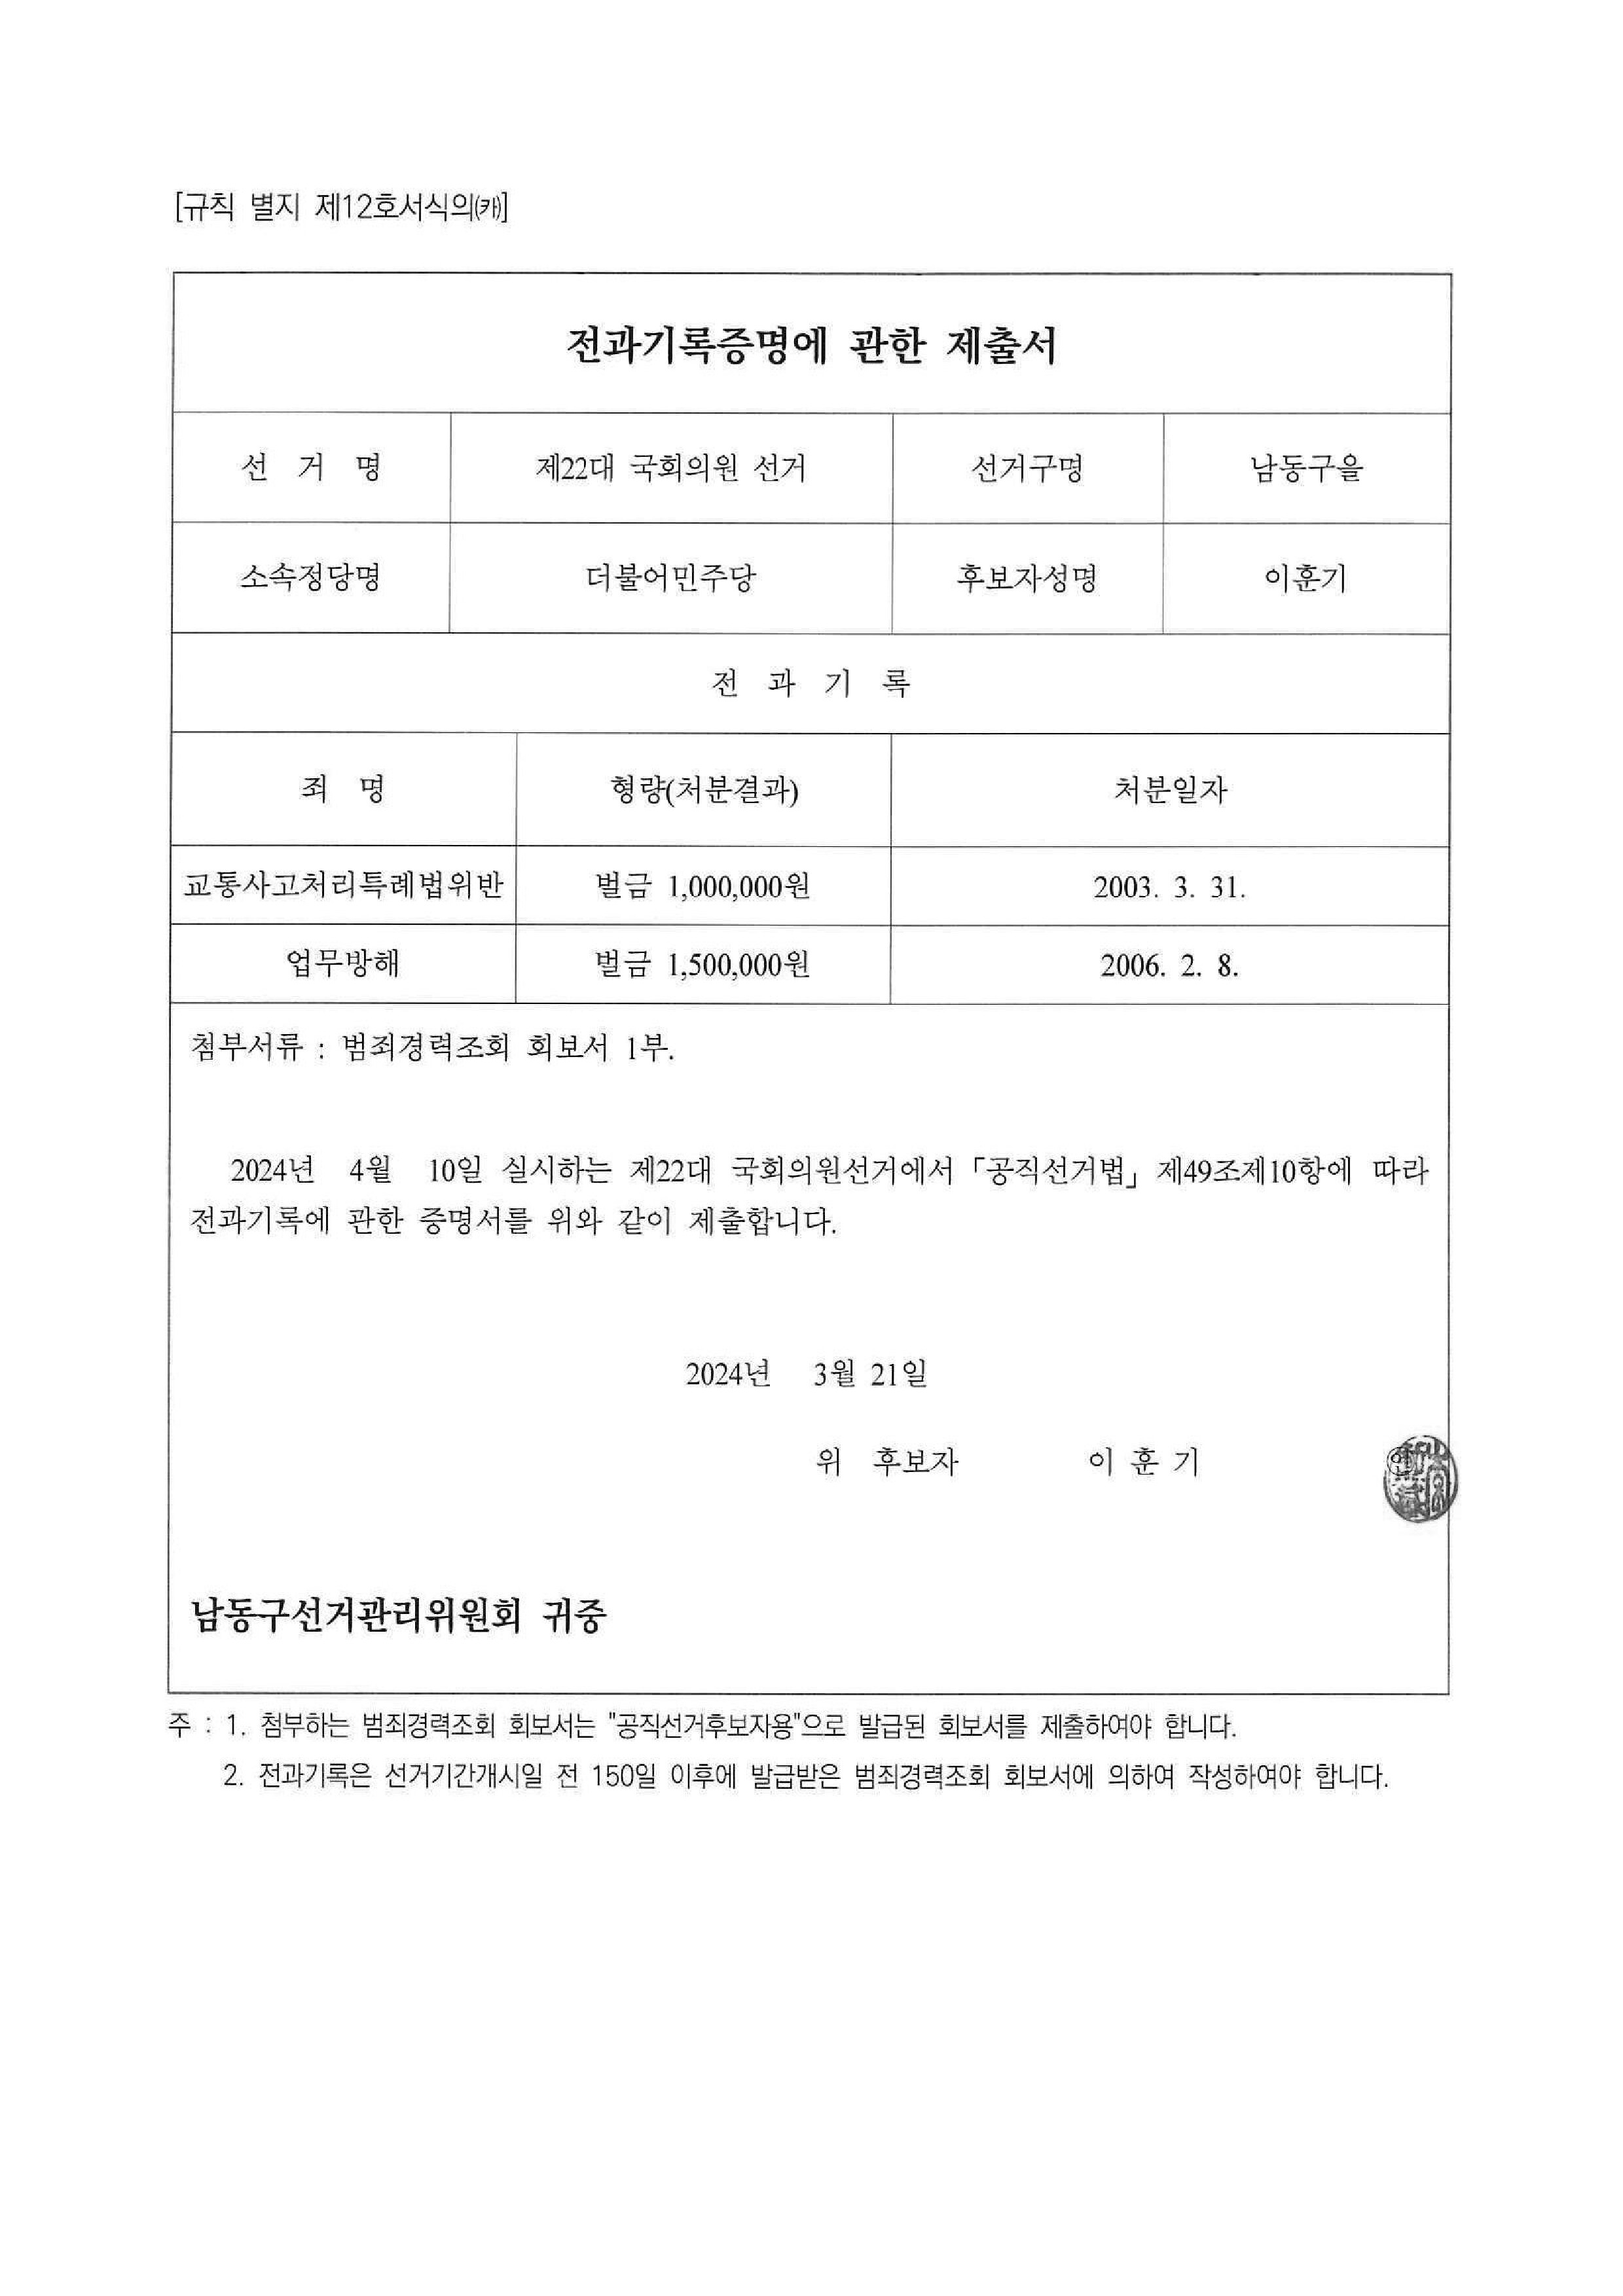 [규칙 별지 제12호서식의(카)]
전과기록증명에 관한 제출서
선 거 명 제22대 국회의원 선거 선거구명 남동구을
소속정당명 더불어민주당 후보자성명 이훈기
전 과 기 록
죄 명 형량(처분결과) 처분일자
교통사고처리특례법위반 벌금 1,000,000원 2003. 3. 31.
업무방해 벌금 1,500,000원 2006. 2. 8.
첨부서류 : 범죄경력조회 회보서 1부.
2024년 4월 10일 실시하는 제22대 국회의원선거에서 「공직선거법」 제49조제10항에 따라
전과기록에 관한 증명서를 위와 같이 제출합니다.
2024년 3월 21일
위 후보자 이 훈 기
남동구선거관리위원회 귀중
주 : 1. 첨부하는 범죄경력조회 회보서는 "공직선거후보자용"으로 발급된 회보서를 제출하여야 합니다.
2. 전과기록은 선거기간개시일 전 150일 이후에 발급받은 범죄경력조회 회보서에 의하여 작성하여야 합니다.